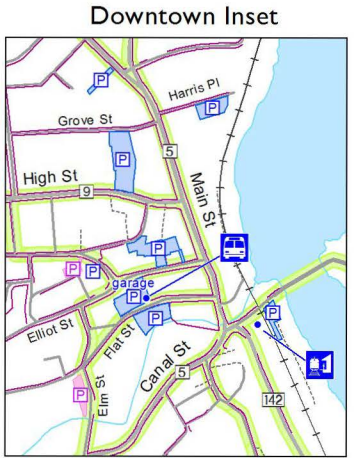 Downtown Inset
P
Harris Pl
P
Grove St
5
P
High St
9
Main St
P
P
P
garage
P
P
P
Elliot St
Flat St
Canal St
5
Elm St
P
142